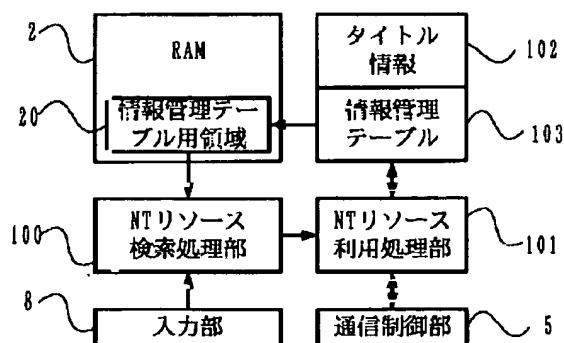 2
RAM
タイトル
情報
102
20
情報管理テー
ブル用領域
情報管理
テーブル
103
100
NTリソース
検索処理部
NTリソース
利用処理部
101
8
入力部
通信制御部
5